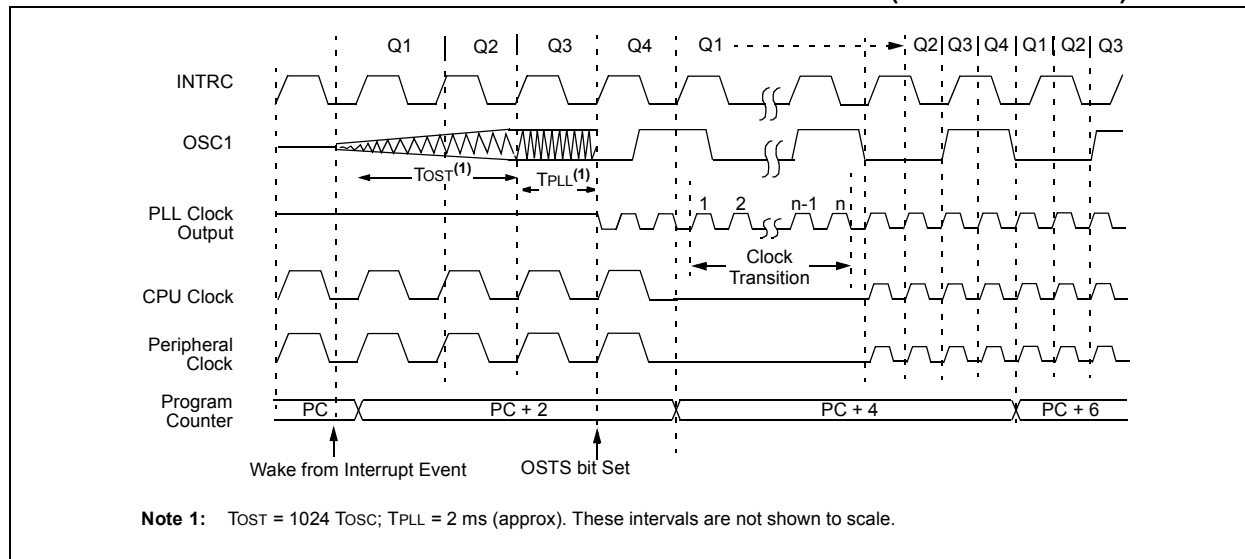 Q1 Q2 Q3 Q4 Q1 Q2 Q3 Q4 Q1 Q2 Q3
INTRC
OSC1
TOST(1) TPLL(1)
PLL Clock
Output
1 2 n-1 n
Clock
Transition
CPU Clock
Peripheral
Clock
Program
Counter
PC PC + 2 PC + 4 PC + 6
Wake from Interrupt Event OSTS bit Set
Note 1: TOST = 1024 TOSC; TPLL = 2 ms (approx). These intervals are not shown to scale.